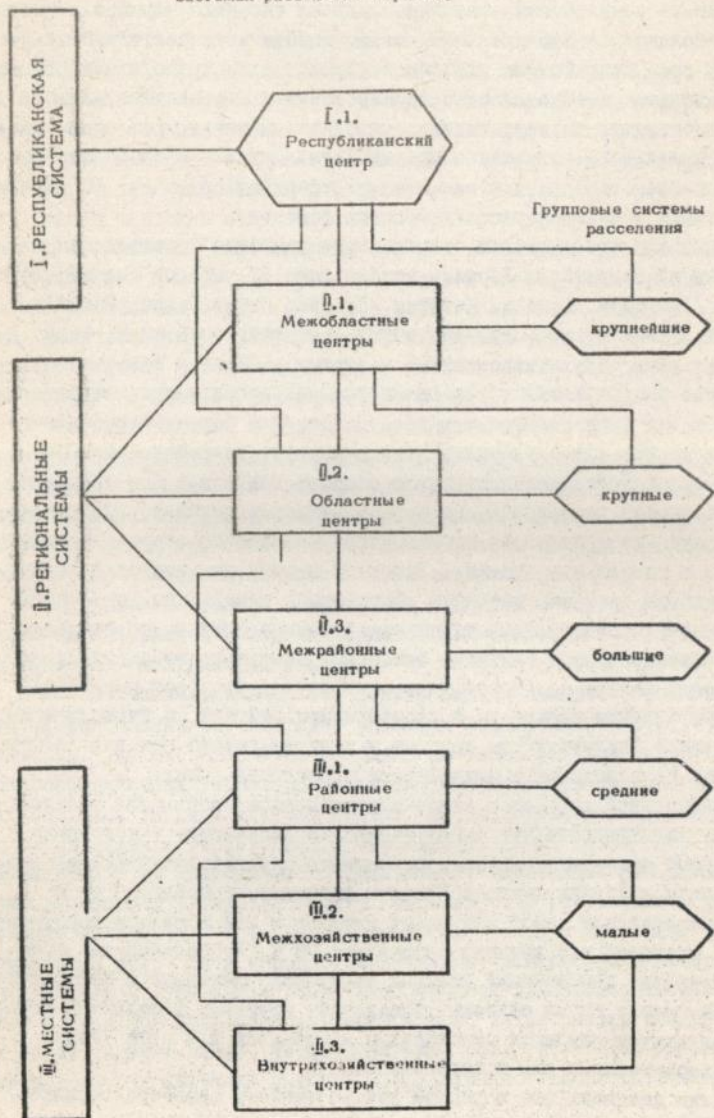 I.РЕСПУБЛИКАНСКАЯ
СИСТЕМА
I.1.
Республиканский
центр
Групповые системы
расселения
II.1.
Межобластные
центры
крупнейшие
II.РЕГИОНАЛЬНЫЕ
СИСТЕМЫ
II.2.
Областные
центры
крупные
II.3.
Межрайонные
центры
большие
III.1.
Районные
центры
средние
III.МЕСТНЫЕ
СИСТЕМЫ
III.2.
Межхозяйственные
центры
малые
II.3.
Внутрихозяйственные
центры